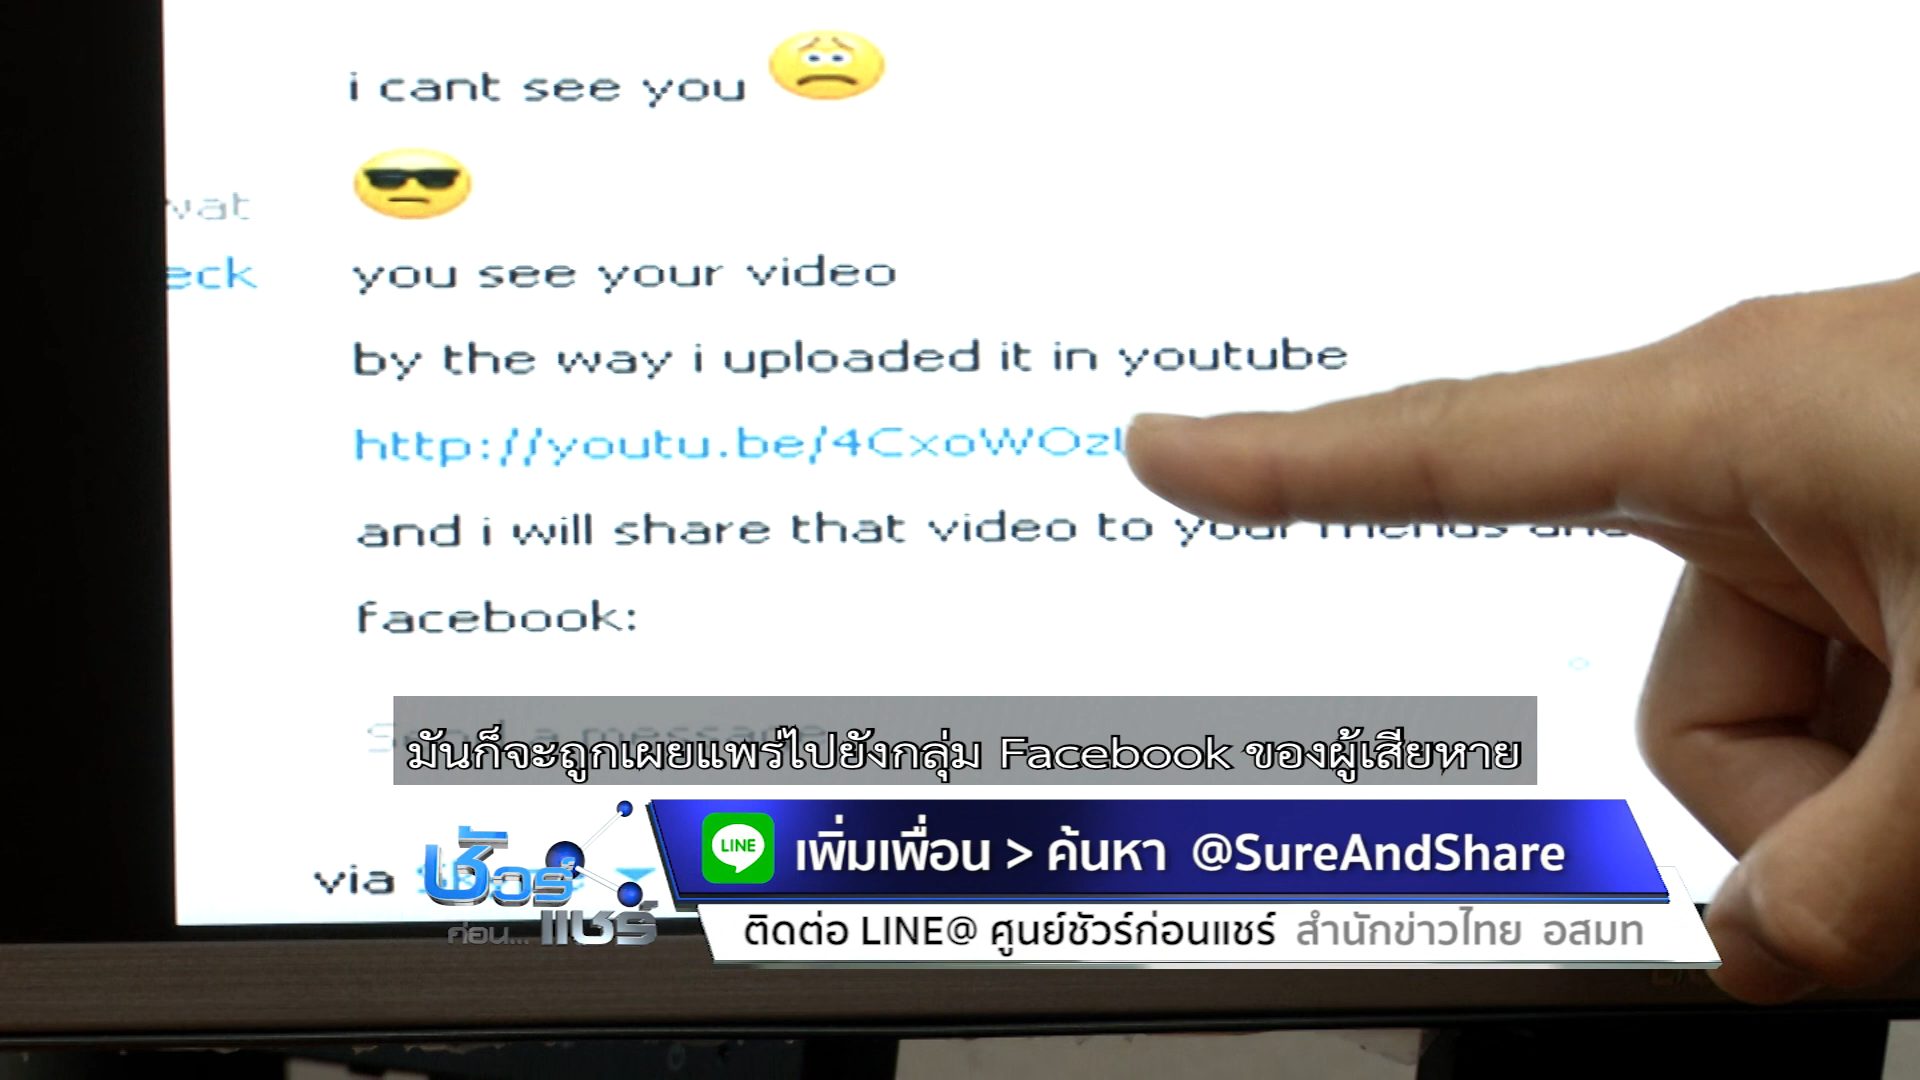 i cant see you
vat
eck you see your video
by the way i uploaded it in youtube
http://youtu.be/4CxoWOz
and i will share that video to your friends and
facebook:
Send a message
มันก็จะถูกเผยแพร่ไปยังกลุ่ม Facebook ของผู้เสียหาย
LINE เพิ่มเพื่อน > ค้นหา @SureAndShare
via
ชัวร์ ก่อน... แชร์
ติดต่อ LINE@ ศูนย์ชัวร์ก่อนแชร์ สำนักข่าวไทย อสมท